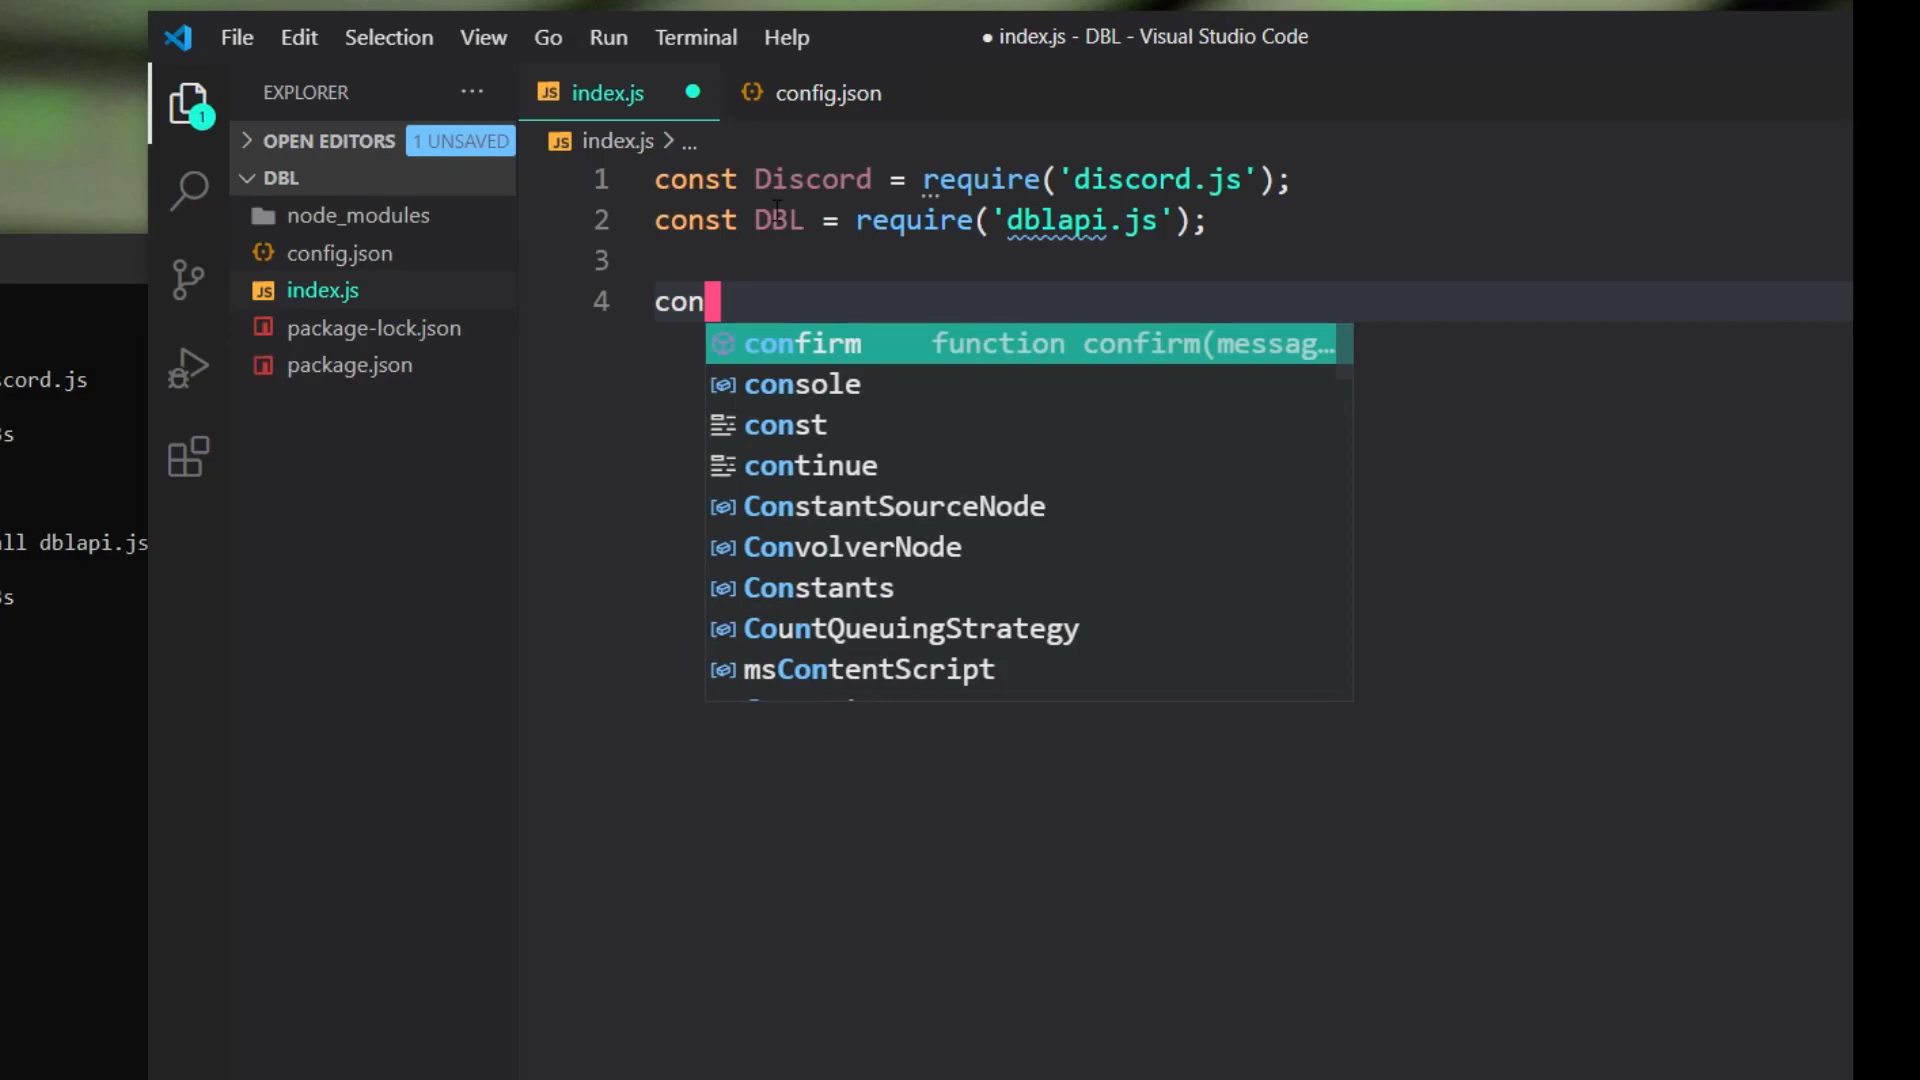 File Edit Selection View Go Run Terminal Help
● index.js - DBL - Visual Studio Code
EXPLORER ...
1
index.js ●
config.json
OPEN EDITORS 1 UNSAVED
index.js > ...
DBL
node_modules
config.json
index.js
package-lock.json
package.json
1 const Discord = require('discord.js');
2 const DBL = require('dblapi.js');
3
4 con
confirm function confirm(messag…
console
const
continue
ConstantSourceNode
ConvolverNode
Constants
CountQueuingStrategy
msContentScript
scord.js
s
all dblapi.js
s